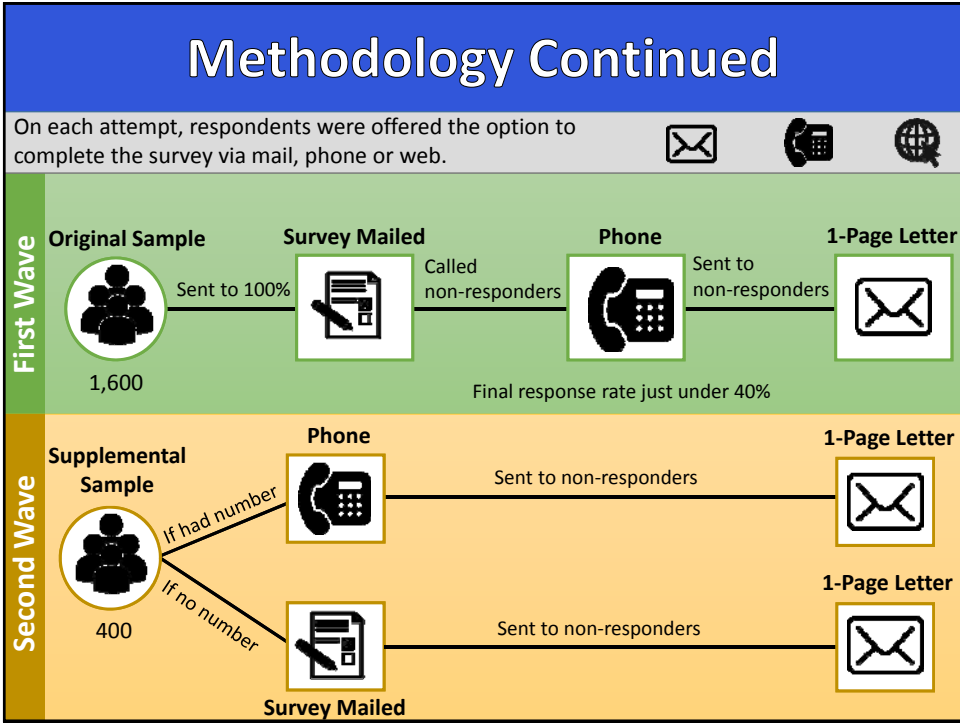 Methodology Continued
On each attempt, respondents were offered the option to
complete the survey via mail, phone or web.
First Wave
Original Sample
1,600
Sent to 100%
Survey Mailed
Called
non-responders
Phone
Sent to
non-responders
1-Page Letter
Final response rate just under 40%
Second Wave
Supplemental
Sample
400
If had number
Phone
Sent to non-responders
1-Page Letter
If no number
Survey Mailed
Sent to non-responders
1-Page Letter